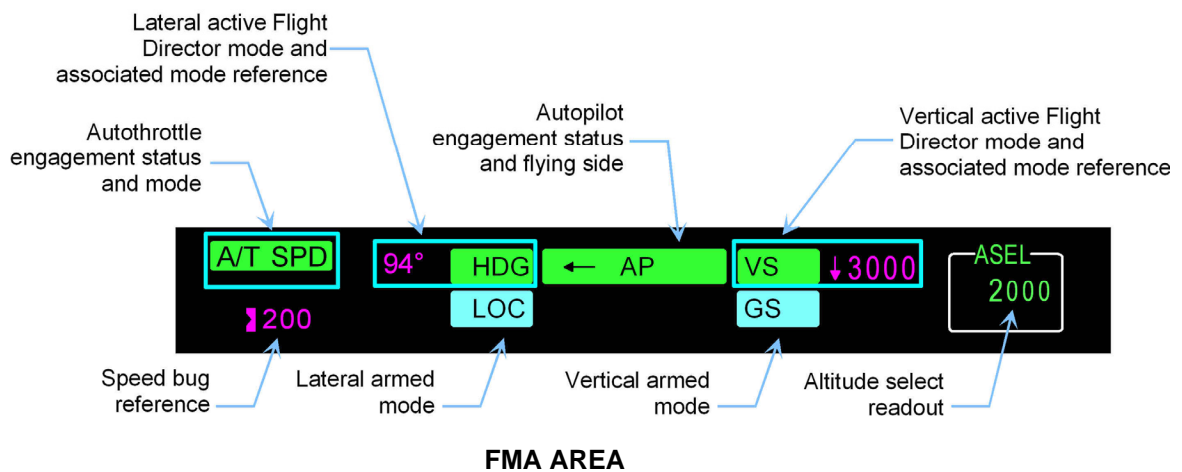 Lateral active Flight
Director mode and
associated mode reference
Autothrottle
engagement status
and mode
Autopilot
engagement status
and flying side
Vertical active Flight
Director mode and
associated mode reference
A/T SPD
94° HDG
← AP
VS ↓3000
ASEL
2000
200
LOC
GS
Speed bug
reference
Lateral armed
mode
Vertical armed
mode
Altitude select
readout
FMA AREA